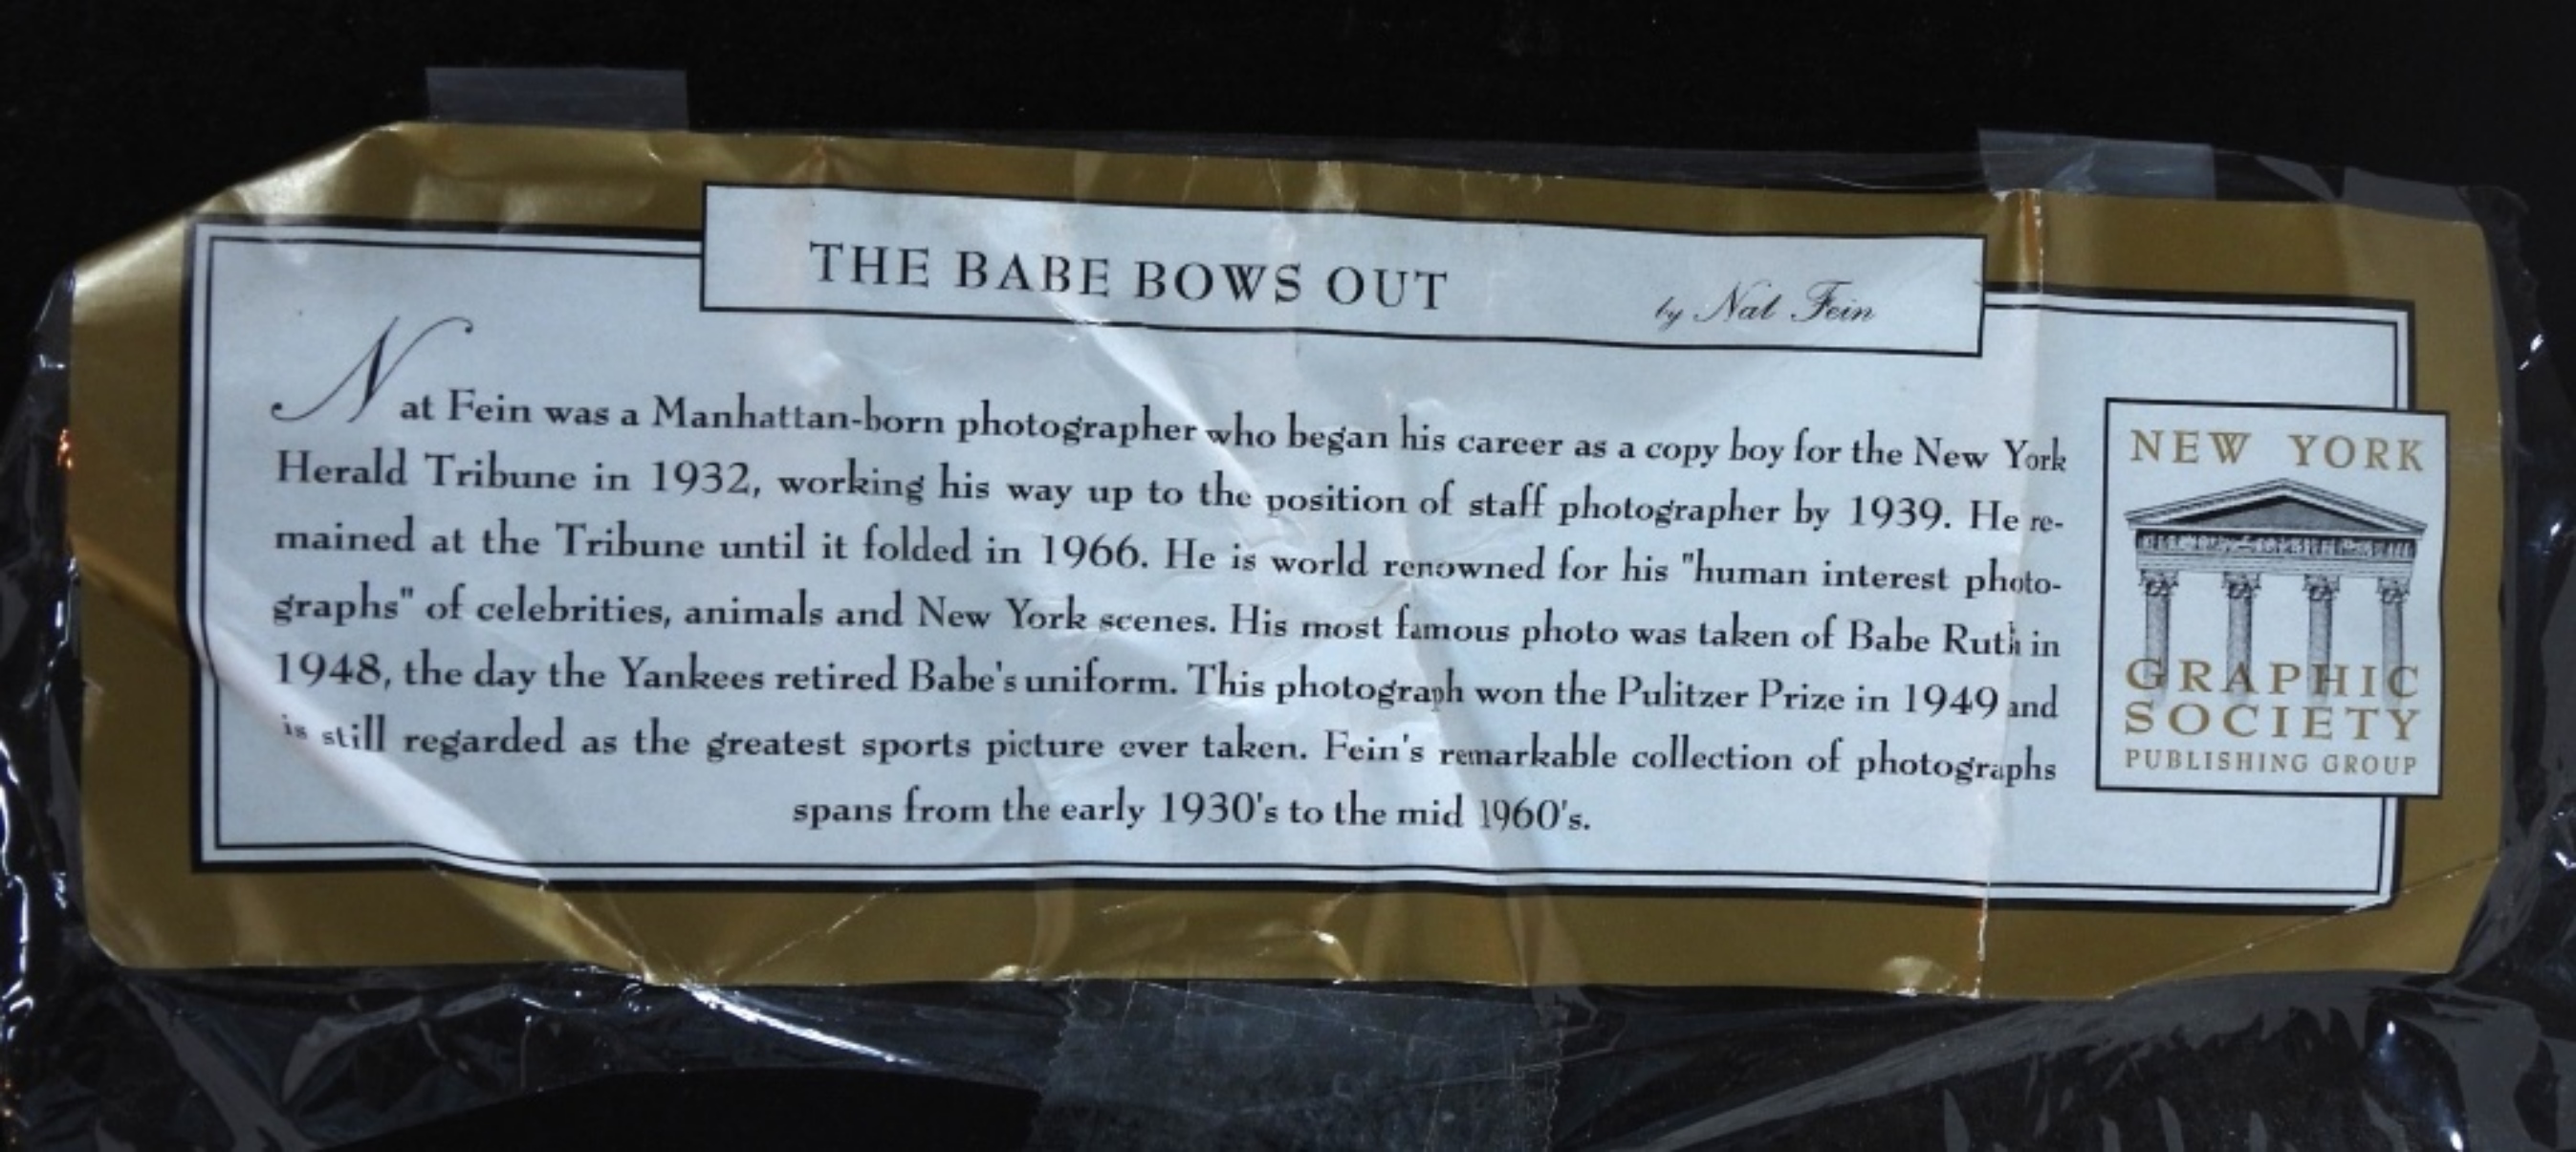 THE BABE BOWS OUT by Nat Fein
Nat Fein was a Manhattan-born photographer who began his career as a copy boy for the New York
Herald Tribune in 1932, working his way up to the position of staff photographer by 1939. He re-
mained at the Tribune until it folded in 1966. He is world renowned for his "human interest photo-
graphs" of celebrities, animals and New York scenes. His most famous photo was taken of Babe Ruth in
1948, the day the Yankees retired Babe's uniform. This photograph won the Pulitzer Prize in 1949 and
is still regarded as the greatest sports picture ever taken. Fein's remarkable collection of photographs
spans from the early 1930's to the mid 1960's.
NEW YORK
GRAPHIC
SOCIETY
PUBLISHING GROUP